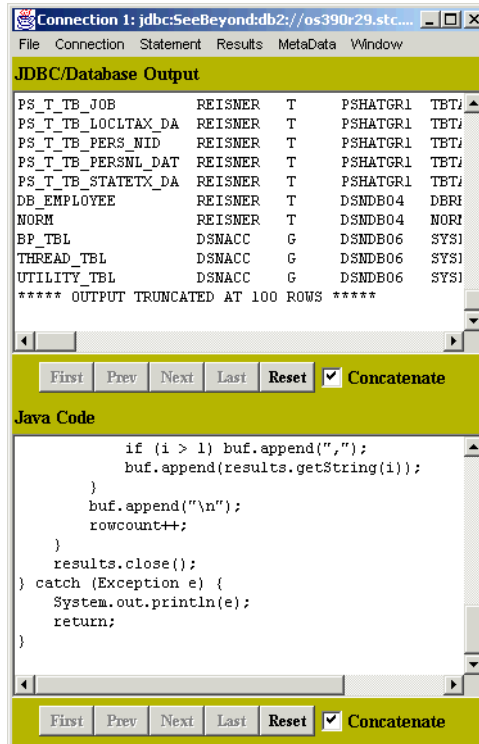 Connection 1: jdbc:SeeBeyond:db2://os390r29.stc....
File Connection Statement Results MetaData Window
JDBC/Database Output
PS_T_TB_JOB REISNER T PSHATGR1
PS_T_TB_LOCLTAX_DA REISNER T PSHATGR1
PS_T_TB_PERS_NID REISNER T PSHATGR1
PS_T_TB_PERSNL_DAT REISNER T PSHATGR1
PS_T_TB_STATETX_DA REISNER T PSHATGR1
DB_EMPLOYEE REISNER T DSNDB04
NORM REISNER T DSNDB04
BP_TBL DSNACC G DSNDB06
THREAD_TBL DSNACC G DSNDB06
UTILITY_TBL DSNACC G DSNDB06
***** OUTPUT TRUNCATED AT 100 ROWS *****
First Prev Next Last Reset Concatenate
Java Code
if (i > 1) buf.append(",");
buf.append(results.getString(i));
}
buf.append("\n");
rowcount++;
}
results.close();
} catch (Exception e) {
System.out.println(e);
return;
}
First Prev Next Last Reset Concatenate